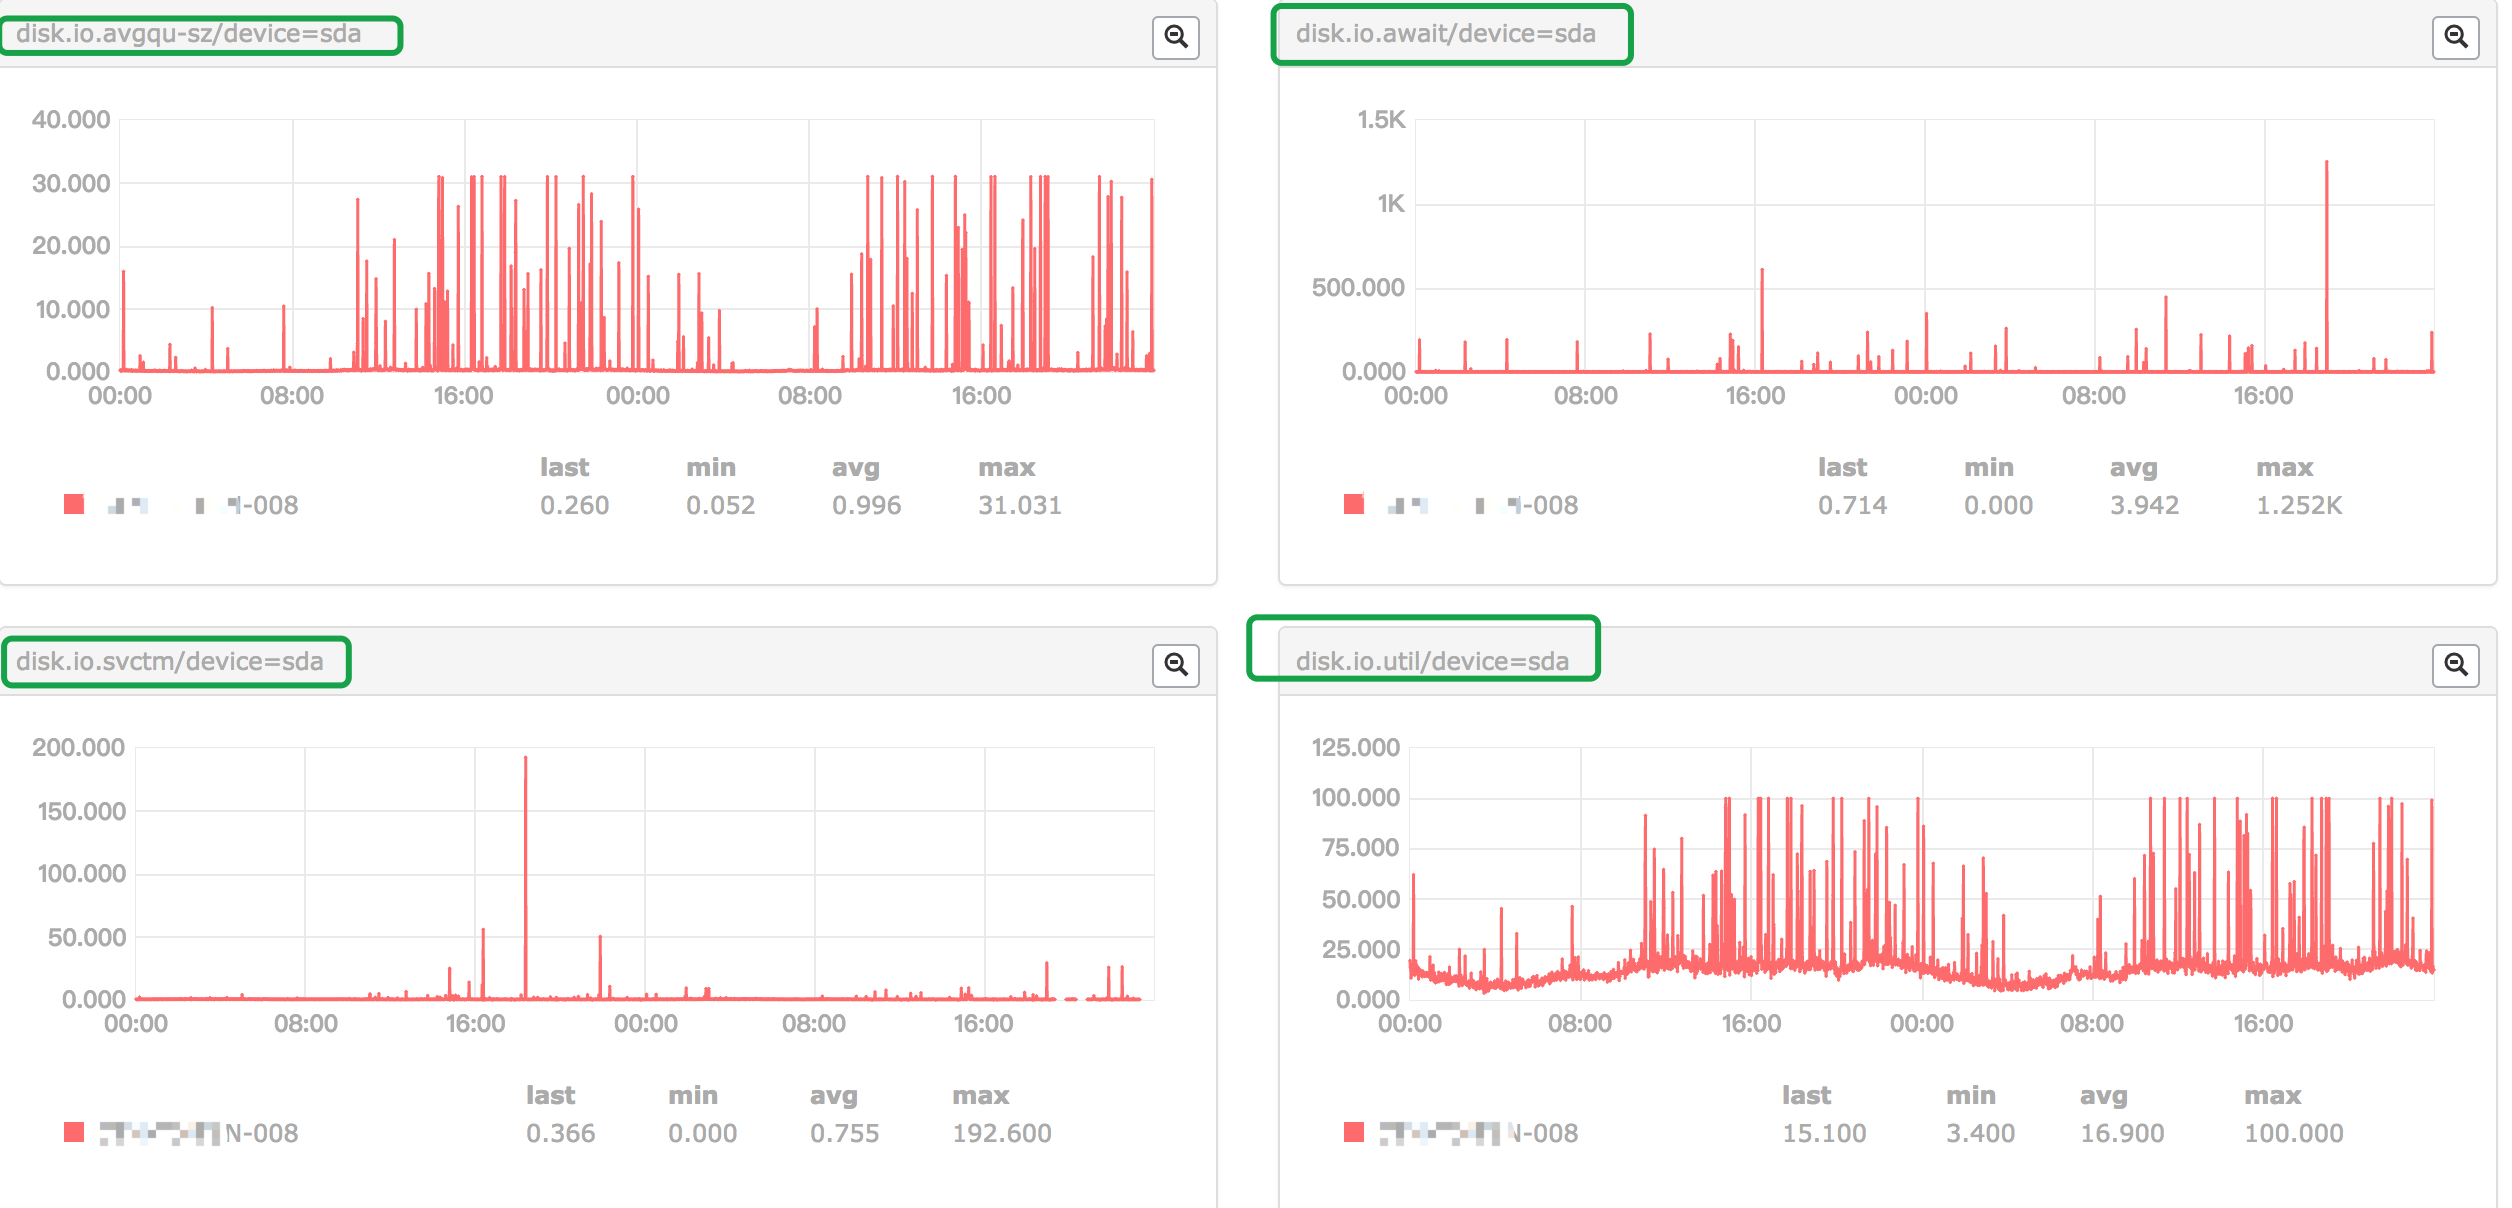 disk.io.avgqu-sz/device=sda
40.000
30.000
20.000
10.000
0.000
00:00 08:00 16:00 00:00 08:00 16:00
last min avg max
-008 0.260 0.052 0.996 31.031
disk.io.await/device=sda
1.5K
1K
500.000
0.000
00:00 08:00 16:00 00:00 08:00 16:00
last min avg max
-008 0.714 0.000 3.942 1.252K
disk.io.svctm/device=sda
200.000
150.000
100.000
50.000
0.000
00:00 08:00 16:00 00:00 08:00 16:00
last min avg max
N-008 0.366 0.000 0.755 192.600
disk.io.util/device=sda
125.000
100.000
75.000
50.000
25.000
0.000
00:00 08:00 16:00 00:00 08:00 16:00
last min avg max
-008 15.100 3.400 16.900 100.000